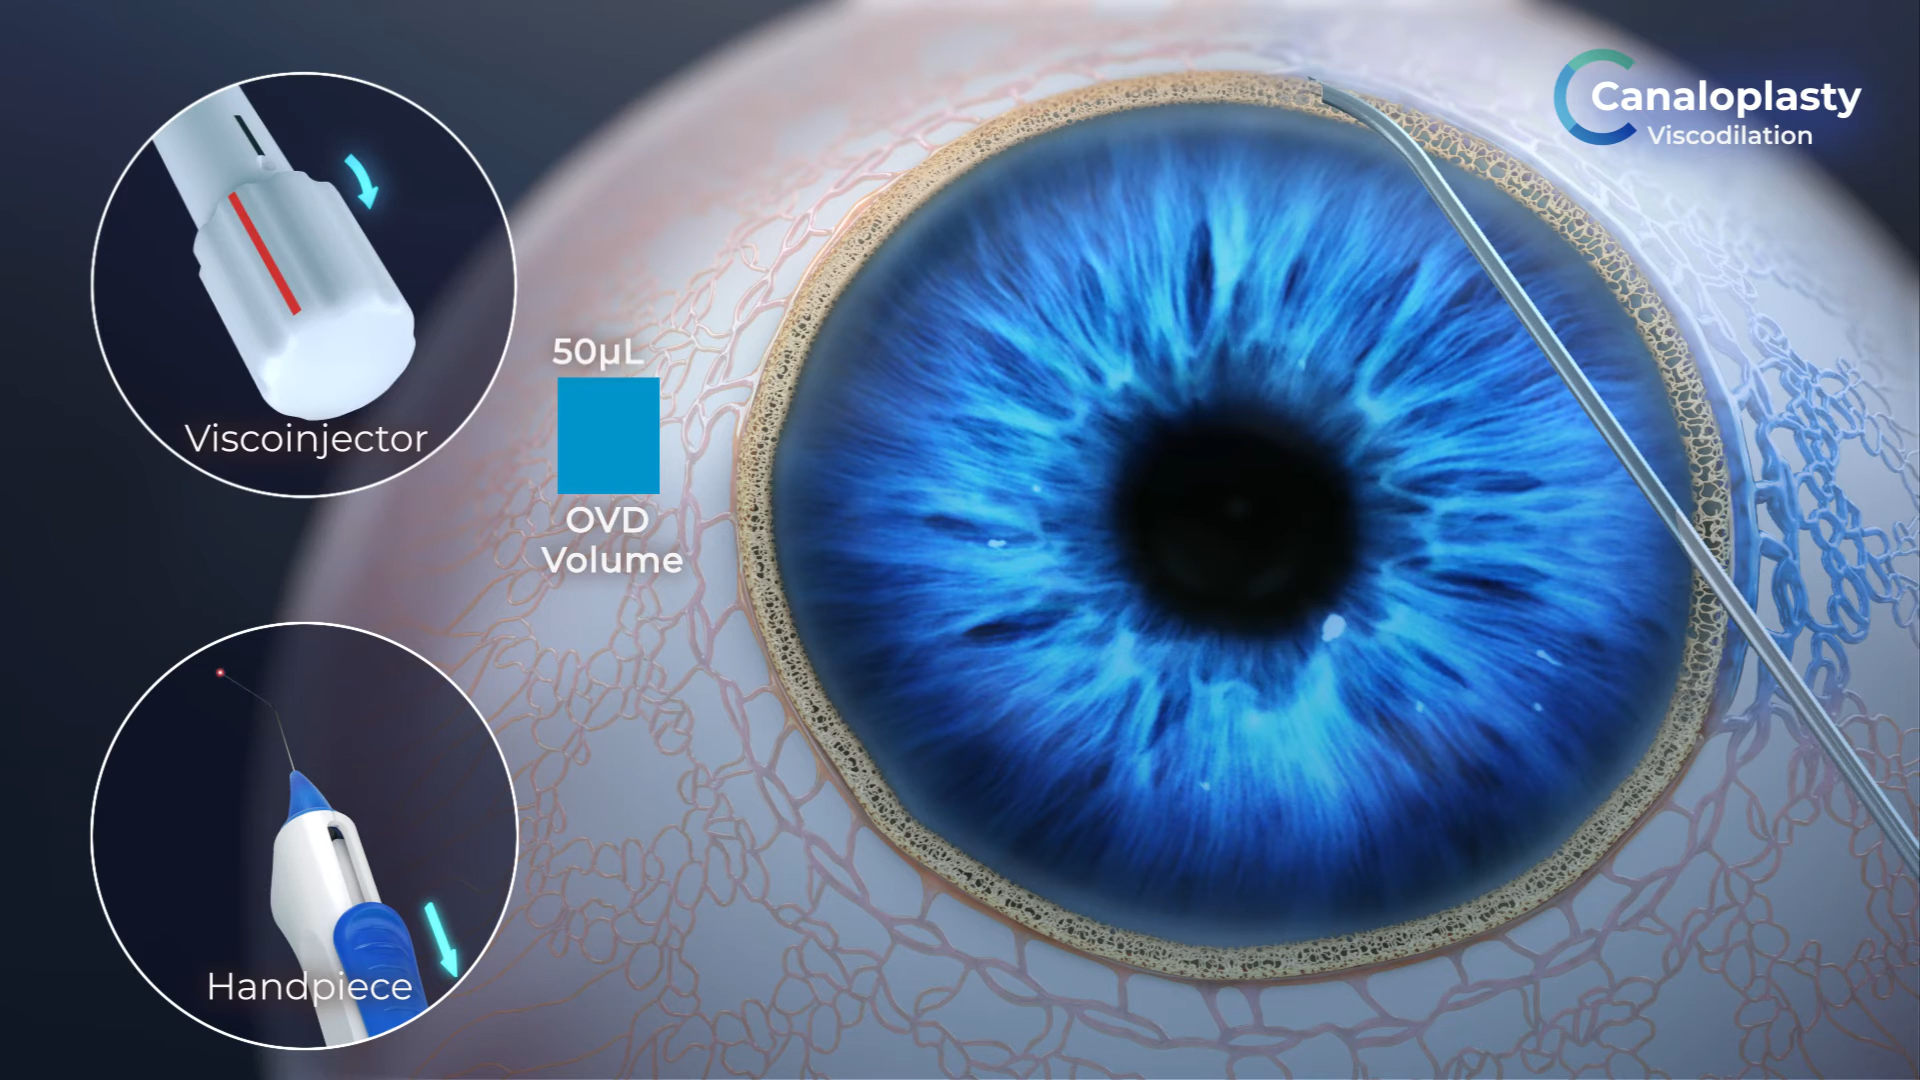 Canaloplasty
Viscodilation
Viscoinjector
50µL
OVD
Volume
Handpiece